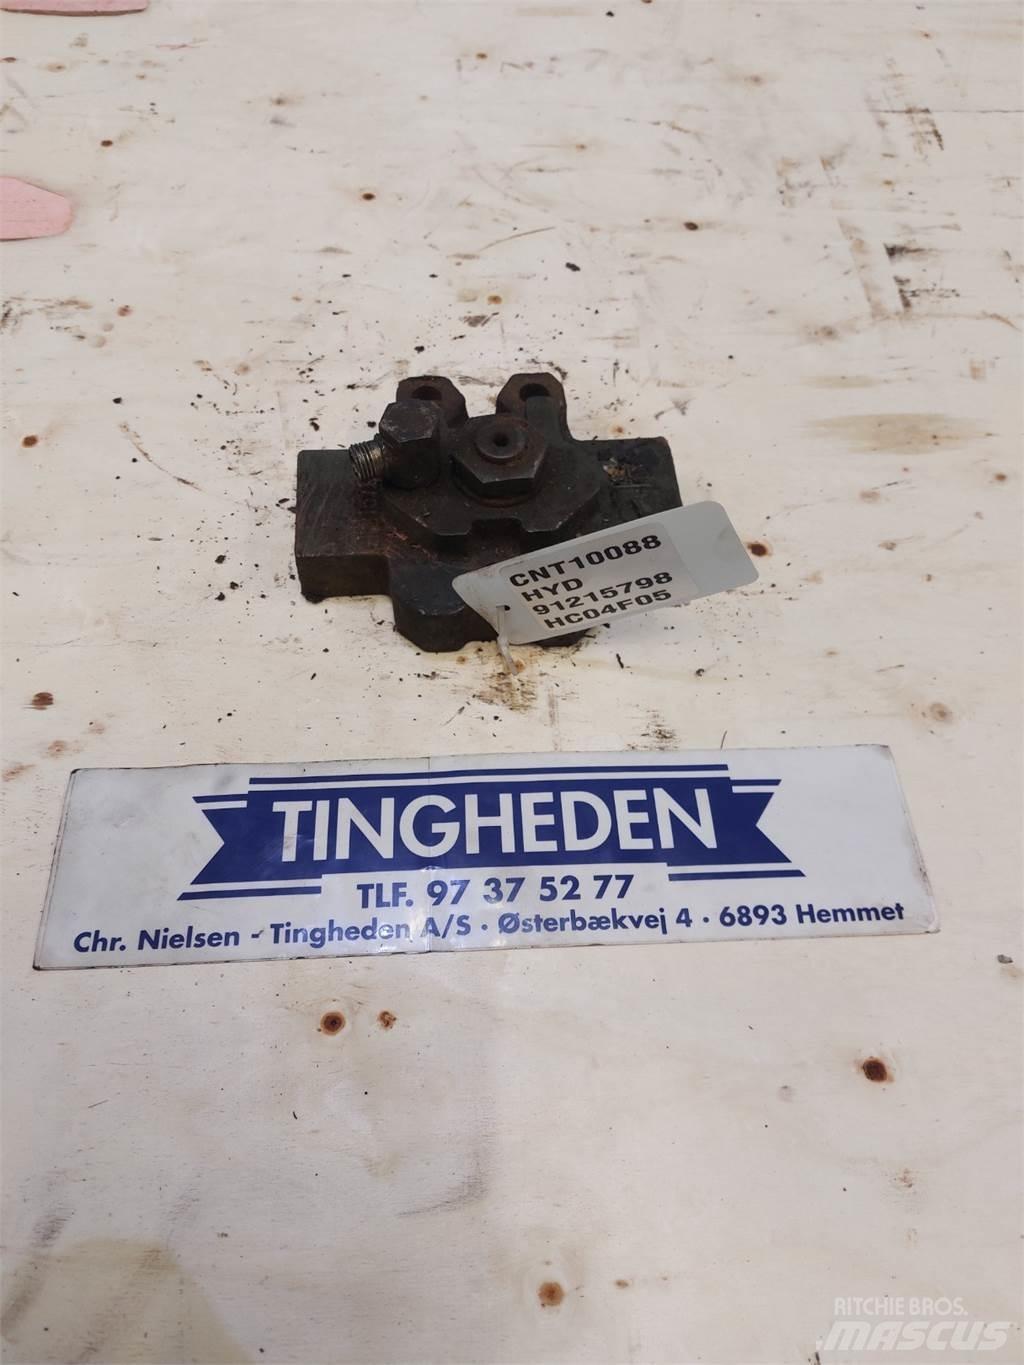 CNT10088
HYD
91215798
HC04F05
TINGHEDEN
TLF. 97 37 52 77
Chr. Nielsen - Tingheden A/S · Østerbækvej 4 · 6893 Hemmet
RITCHIE BROS.
MASCUS